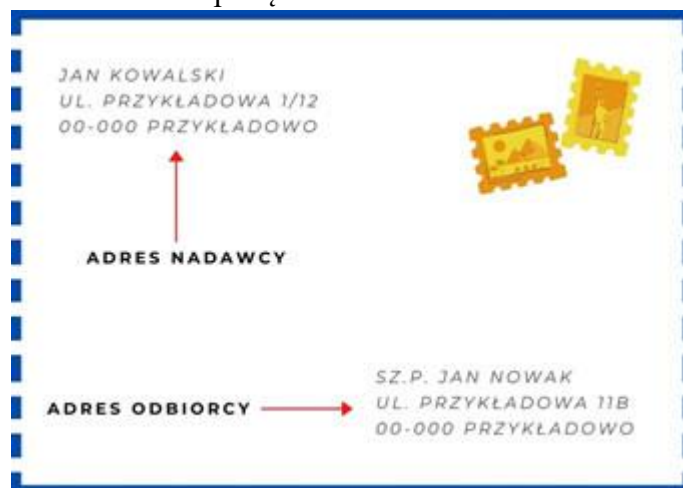 JAN KOWALSKI
UL. PRZYKŁADOWA 1/12
00-000 PRZYKŁADOWO
ADRES NADAWCY
SZ.P. JAN NOWAK
ADRES ODBIORCY UL. PRZYKŁADOWA 11B
00-000 PRZYKŁADOWO